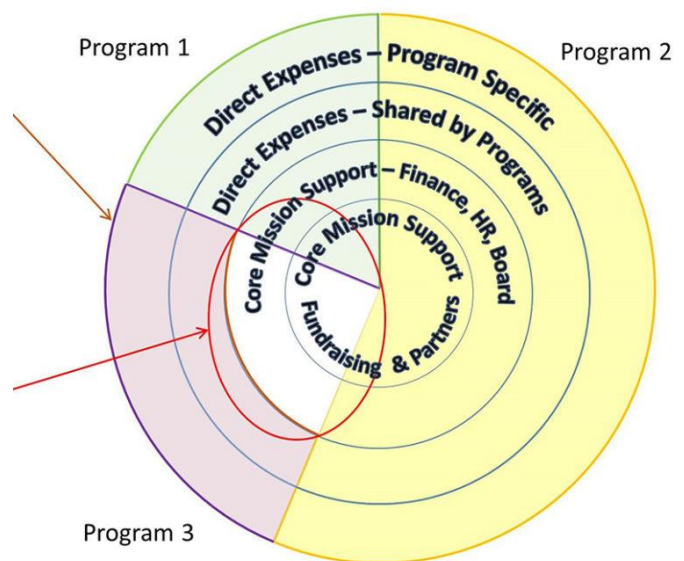 Program 1
Program 2
Direct Expenses – Program Specific
Direct Expenses – Shared by Programs
Core Mission Support – Finance, HR, Board
Core Mission Support
Fundraising & Partners
Program 3